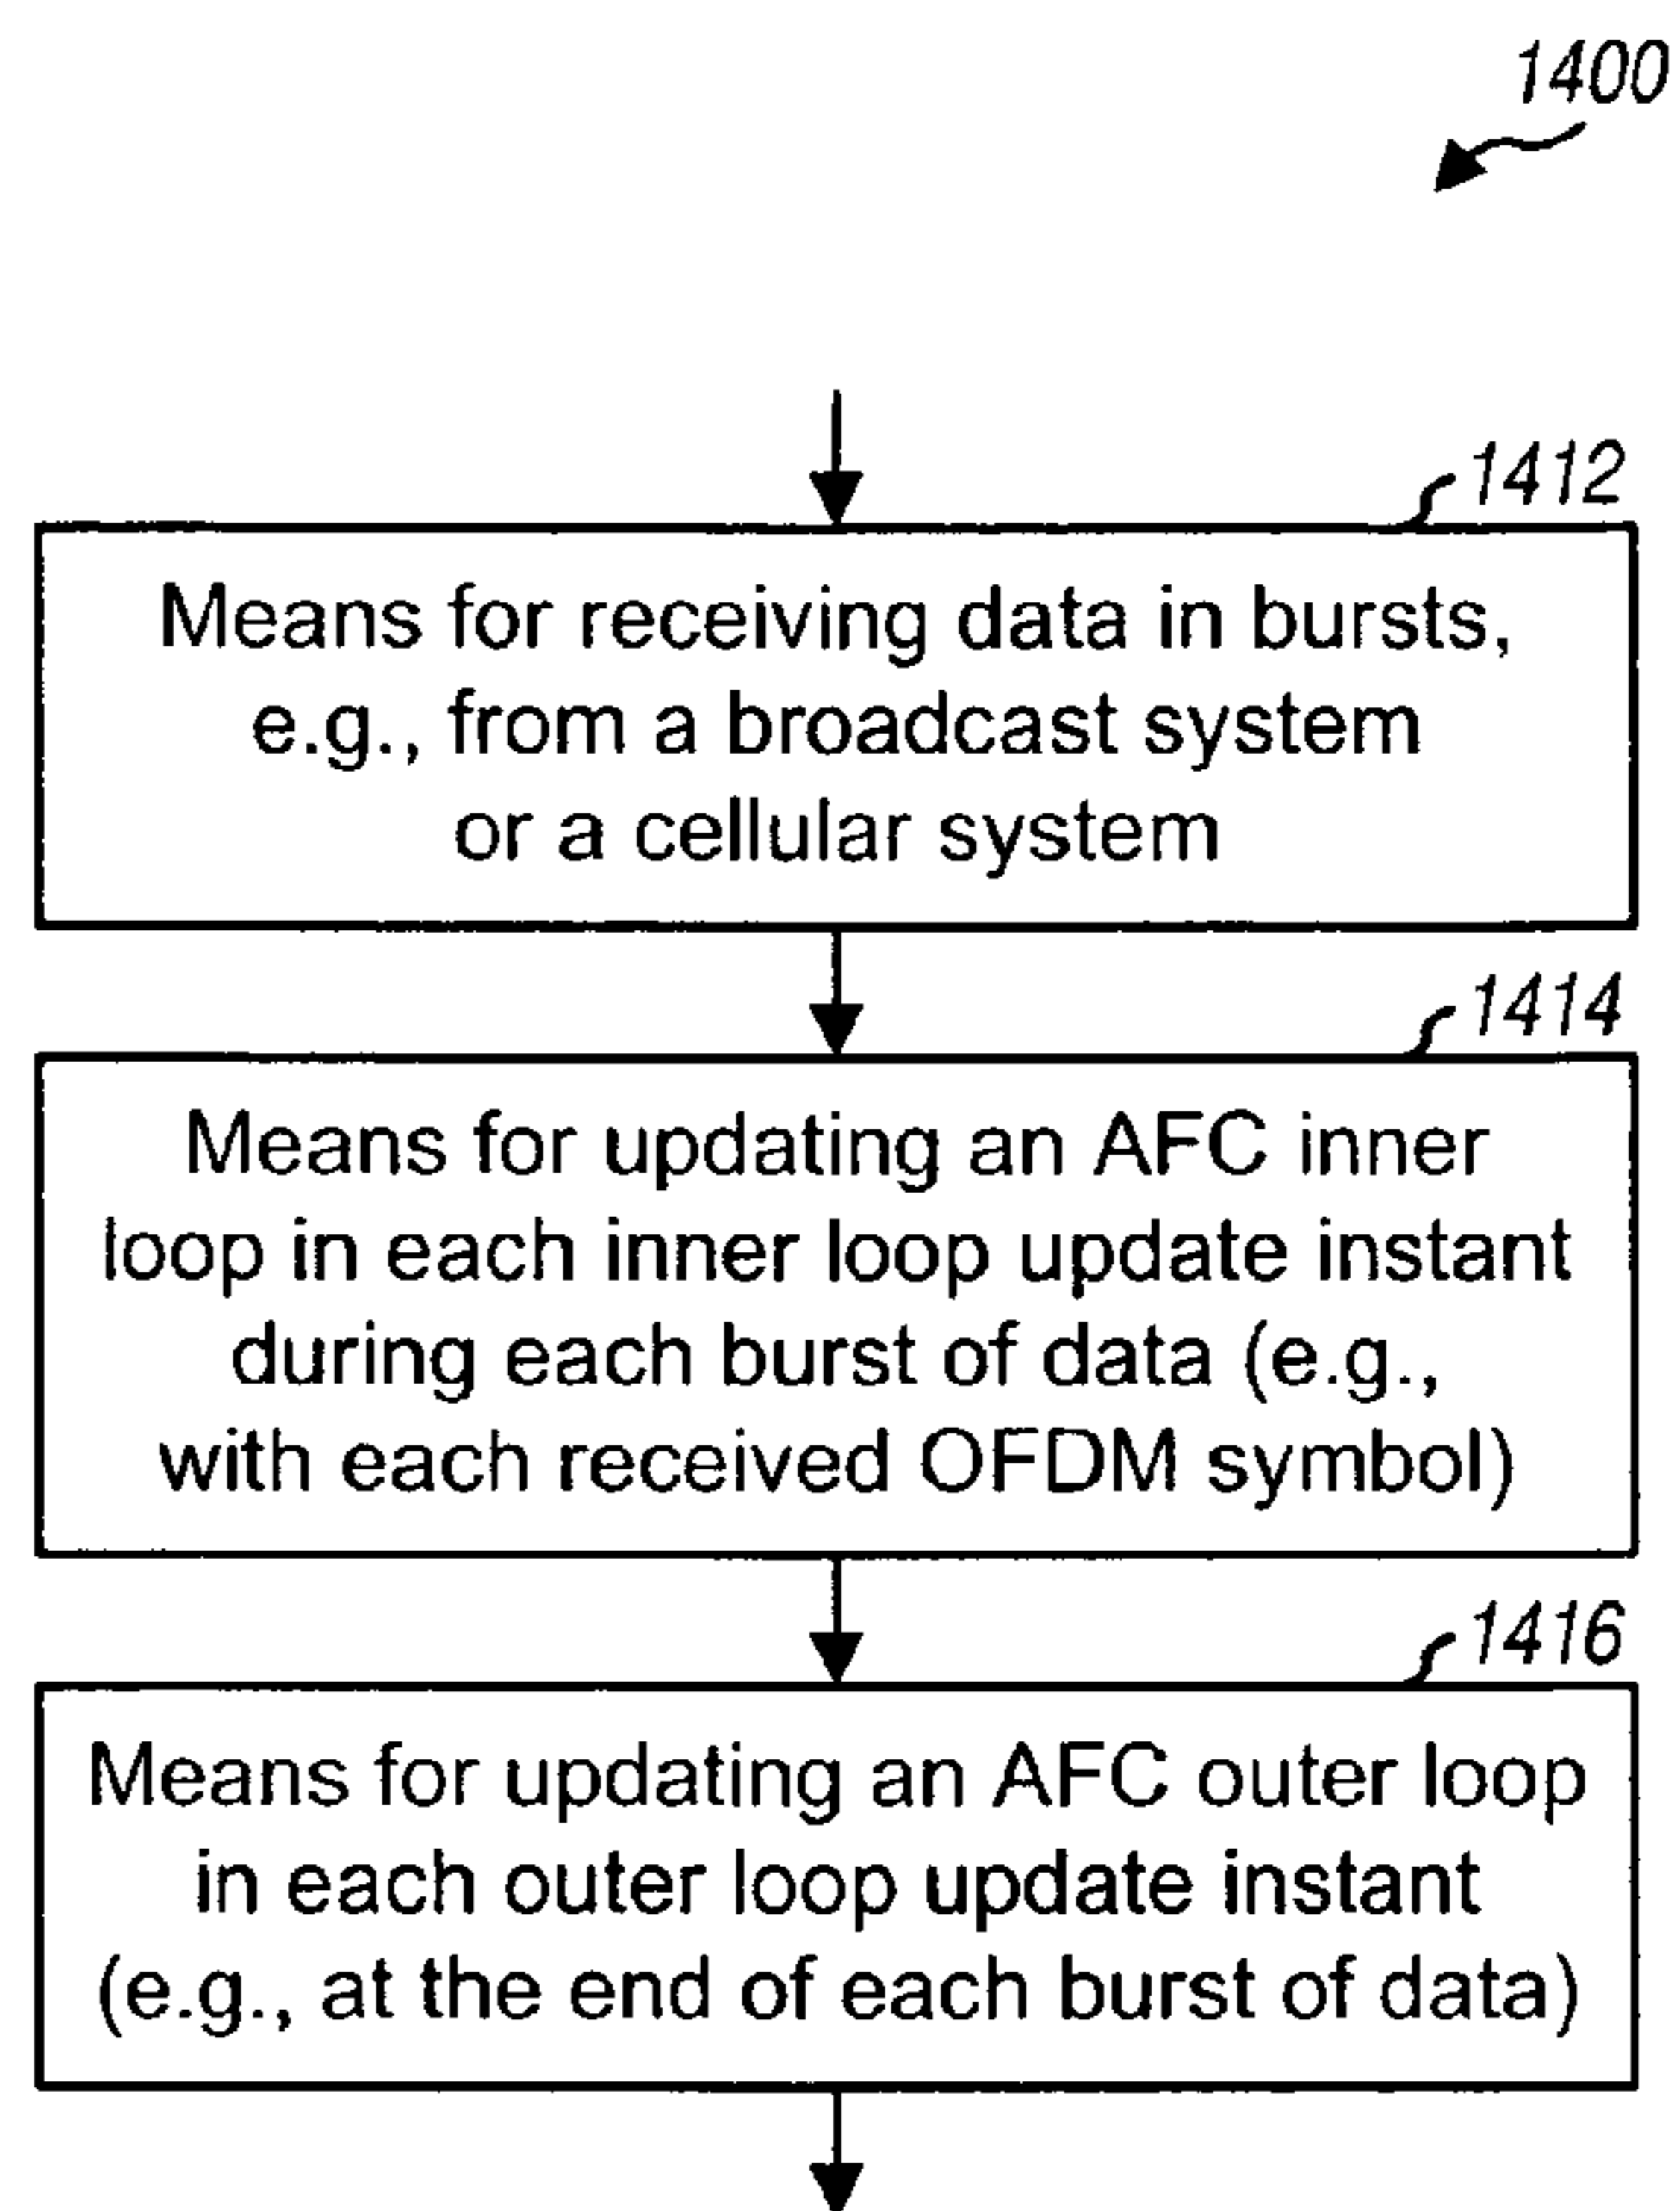 1400
1412
Means for receiving data in bursts,
e.g., from a broadcast system
or a cellular system
1414
Means for updating an AFC inner
loop in each inner loop update instant
during each burst of data (e.g.,
with each received OFDM symbol)
1416
Means for updating an AFC outer loop
in each outer loop update instant
(e.g., at the end of each burst of data)